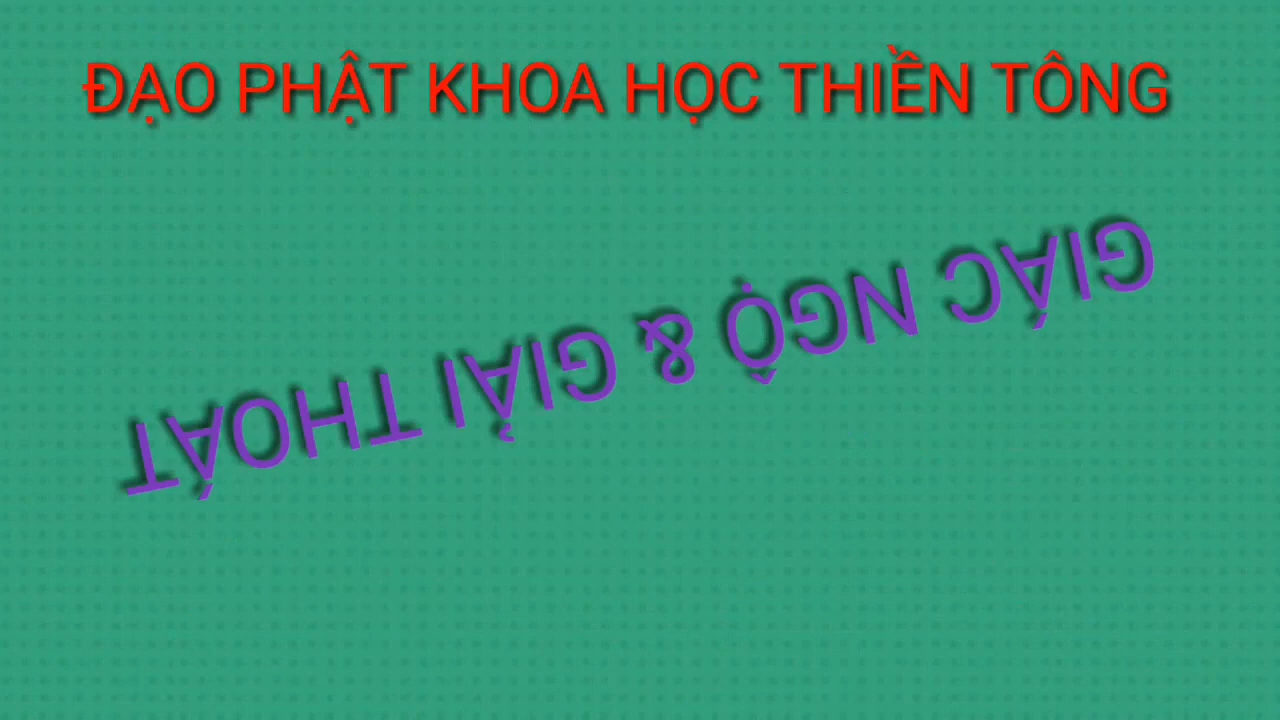 ĐẠO PHẬT KHOA HỌC THIỀN TÔNG
GIÁC NGỘ & GIẢI THOÁT